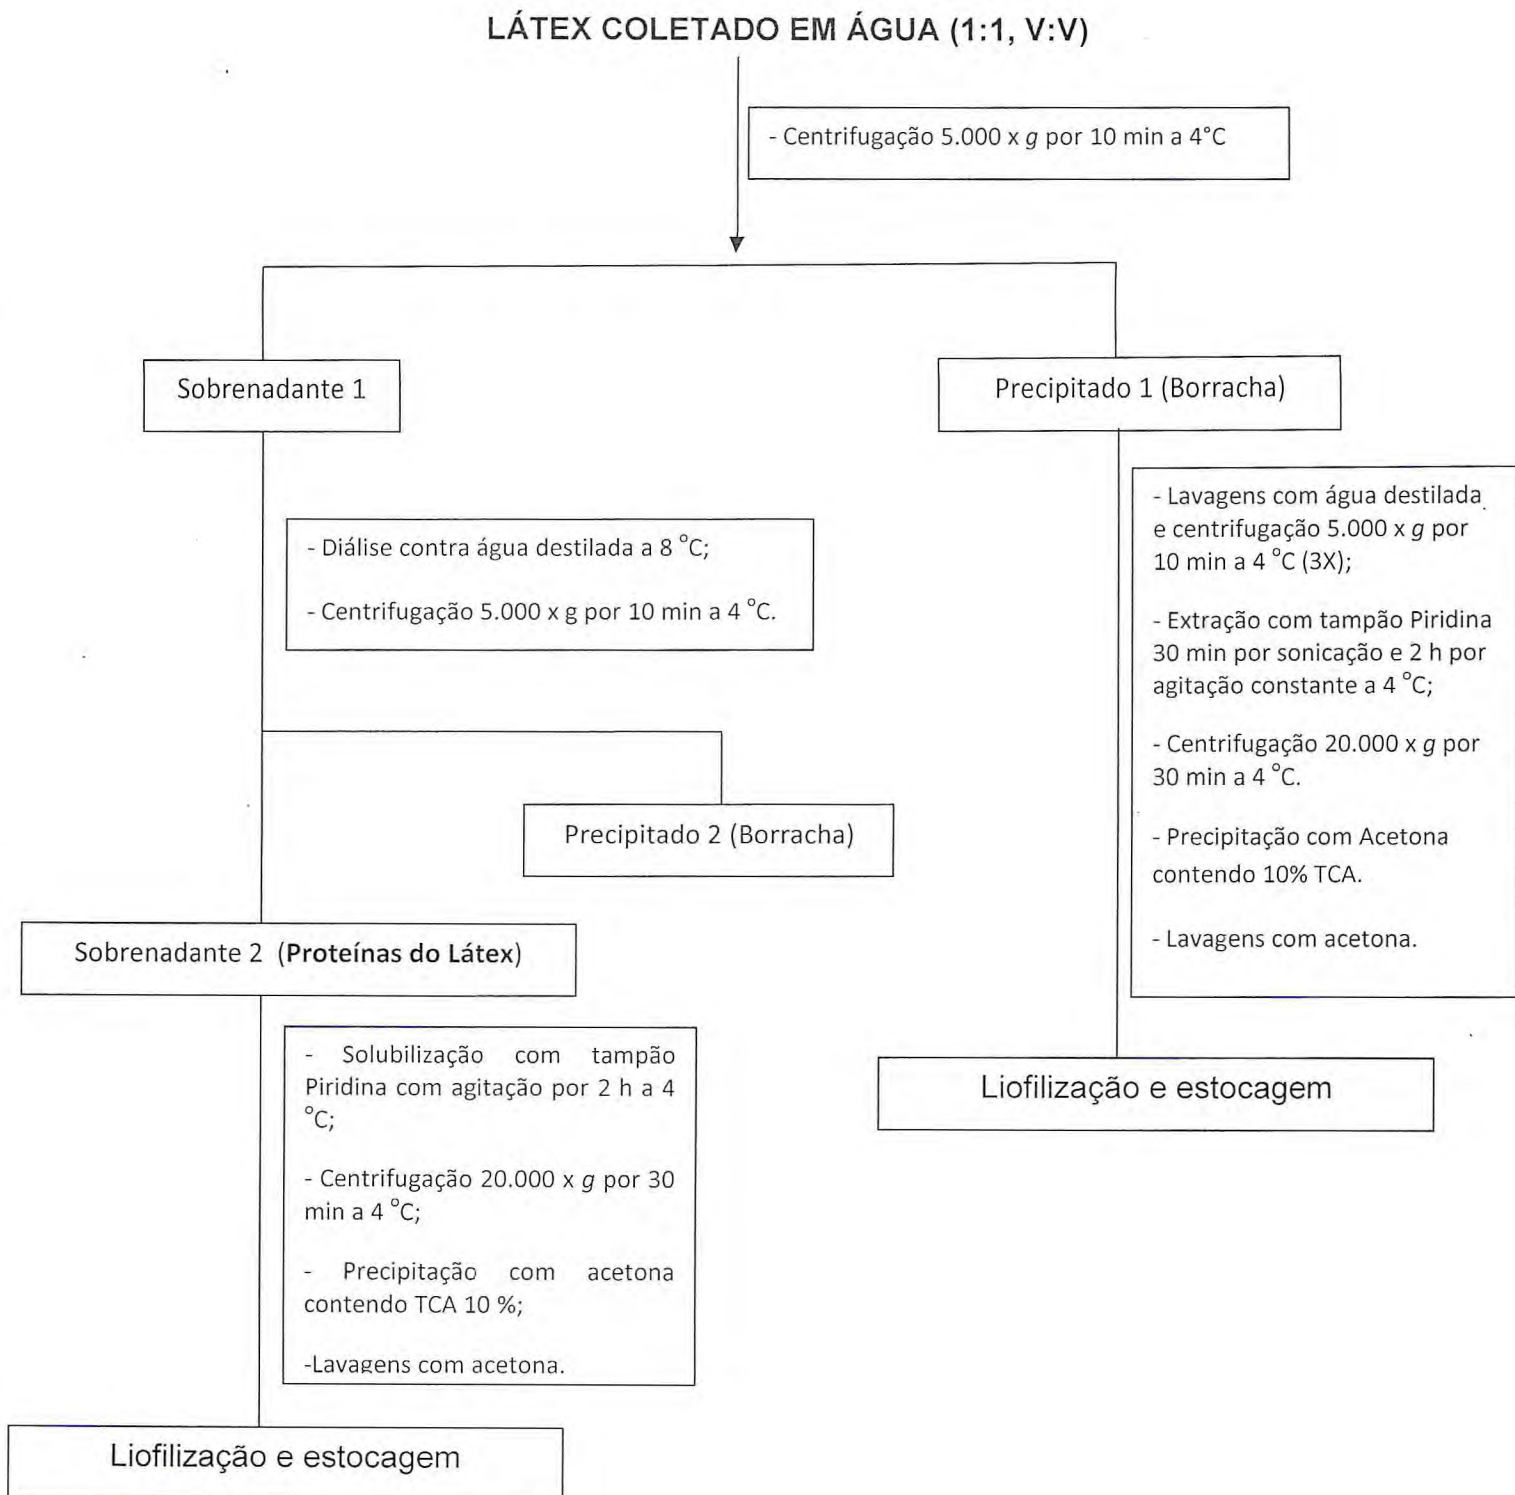 LÁTEX COLETADO EM ÁGUA (1:1, V:V)
- Centrifugação 5.000 x g por 10 min a 4°C
Sobrenadante 1
Precipitado 1 (Borracha)
- Diálise contra água destilada a 8 °C;
- Centrifugação 5.000 x g por 10 min a 4 °C.
- Lavagens com água destilada
e centrifugação 5.000 x g por
10 min a 4 °C (3X);
- Extração com tampão Piridina
30 min por sonicação e 2 h por
agitação constante a 4 °C;
- Centrifugação 20.000 x g por
30 min a 4 °C.
- Precipitação com Acetona
contendo 10% TCA.
- Lavagens com acetona.
Precipitado 2 (Borracha)
Sobrenadante 2 (Proteínas do Látex)
- Solubilização com tampão
Piridina com agitação por 2 h a 4
°C;
- Centrifugação 20.000 x g por 30
min a 4 °C;
- Precipitação com acetona
contendo TCA 10 %;
-Lavagens com acetona.
Liofilização e estocagem
Liofilização e estocagem